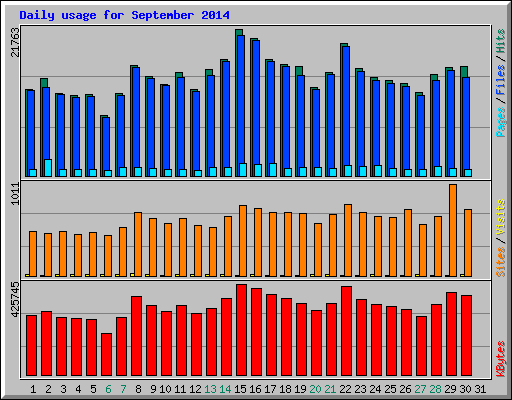 Daily usage for September 2014
21763
Pages / Files / Hits
1011
Sites / Visits
425745
KBytes
1 2 3 4 5 6 7 8 9 10 11 12 13 14 15 16 17 18 19 20 21 22 23 24 25 26 27 28 29 30 31